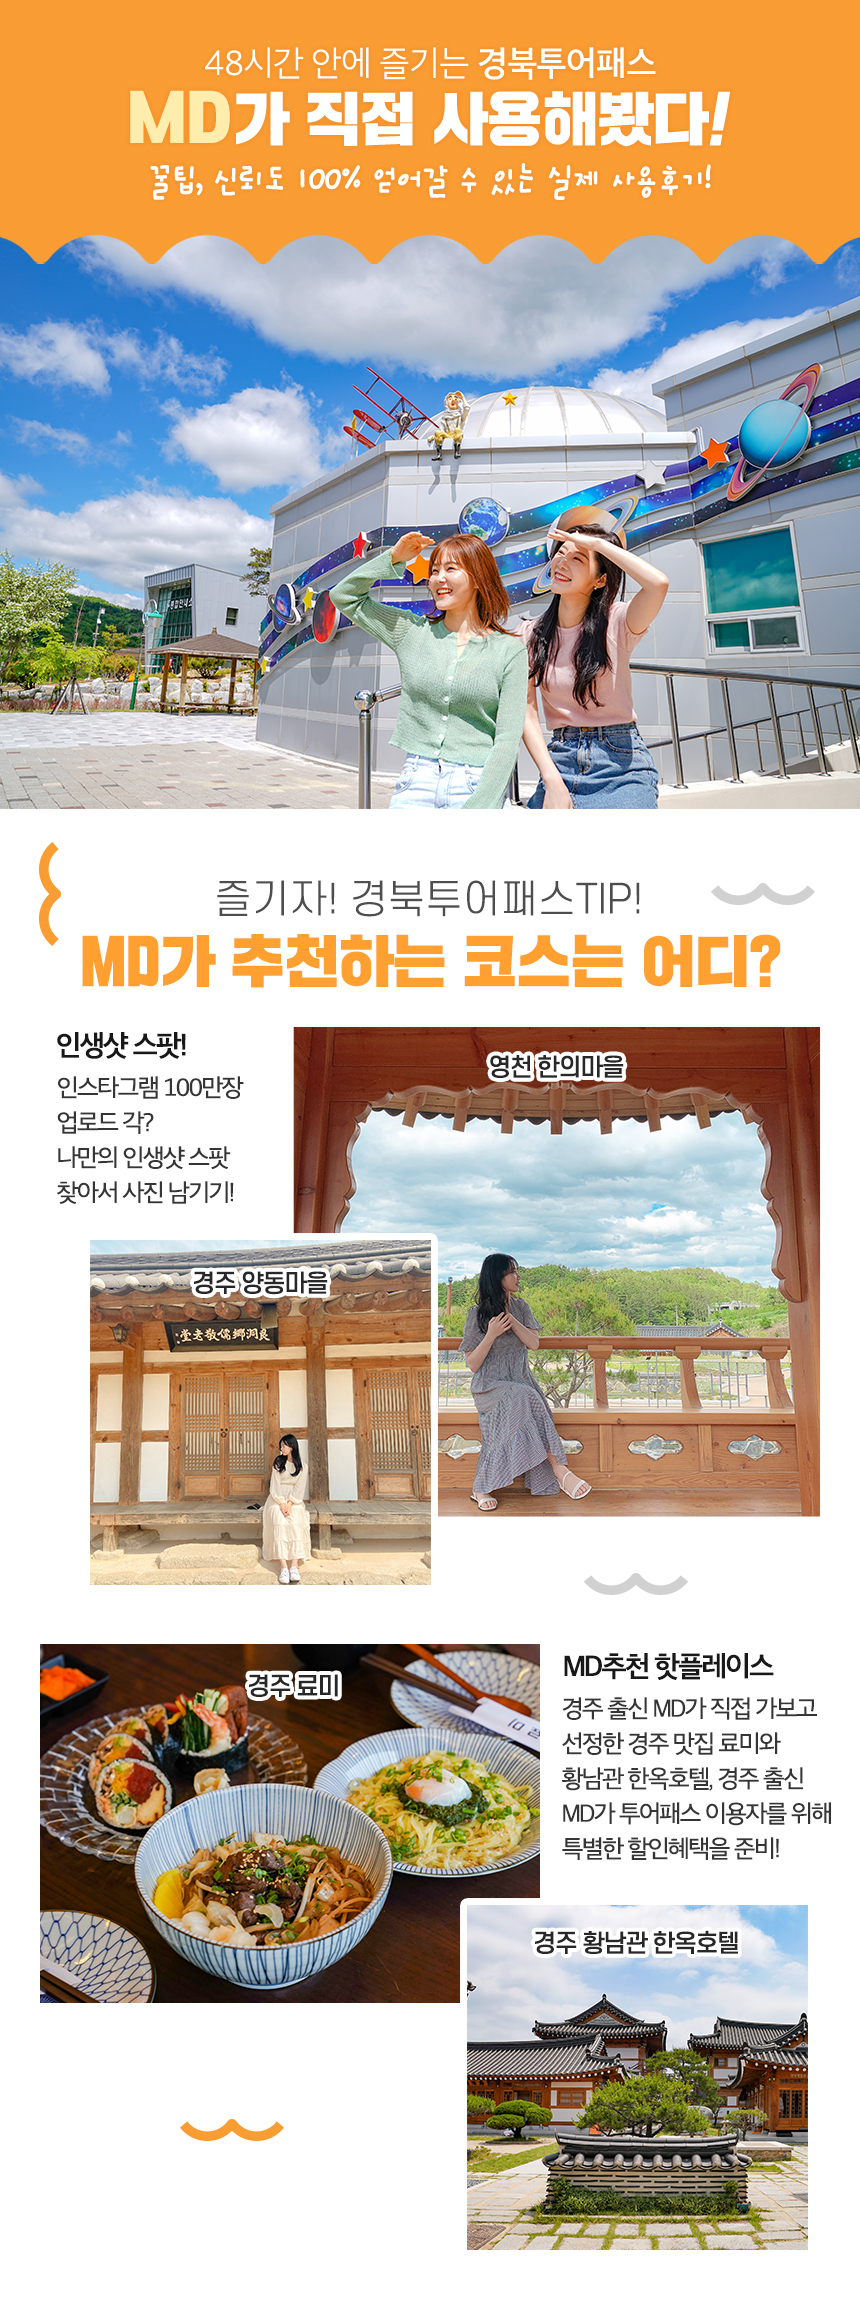 48시간 안에 즐기는 경북투어패스
MD가 직접 사용해봤다!
꿀팁, 신뢰도 100% 얻어갈 수 있는 실제 사용후기!
즐기자! 경북투어패스TIP!
MD가 추천하는 코스는 어디?
인생샷 스팟!
인스타그램 100만장
업로드 각?
나만의 인생샷 스팟
찾아서 사진 남기기!
영천 한의마을
경주 양동마을
良洞鄕儒敬老堂
경주 료미
MD추천 핫플레이스
경주 출신 MD가 직접 가보고
선정한 경주 맛집 료미와
황남관 한옥호텔, 경주 출신
MD가 투어패스 이용자를 위해
특별한 할인혜택을 준비!
경주 황남관 한옥호텔